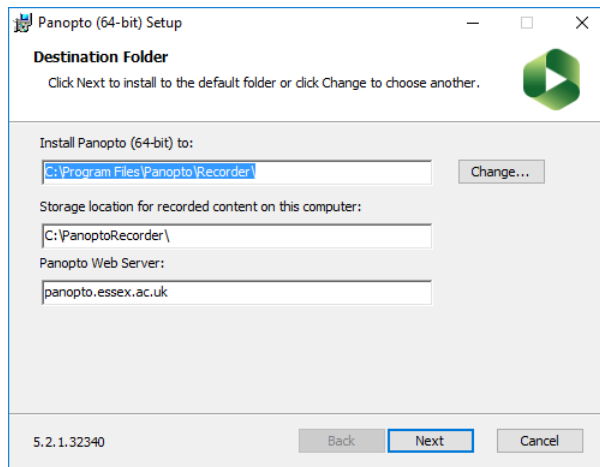 Panopto (64-bit) Setup
Destination Folder
Click Next to install to the default folder or click Change to choose another.
Install Panopto (64-bit) to:
C:\Program Files\Panopto\Recorder\
Change...
Storage location for recorded content on this computer:
C:\PanoptoRecorder\
Panopto Web Server:
panopto.essex.ac.uk
5.2.1.32340
Back
Next
Cancel